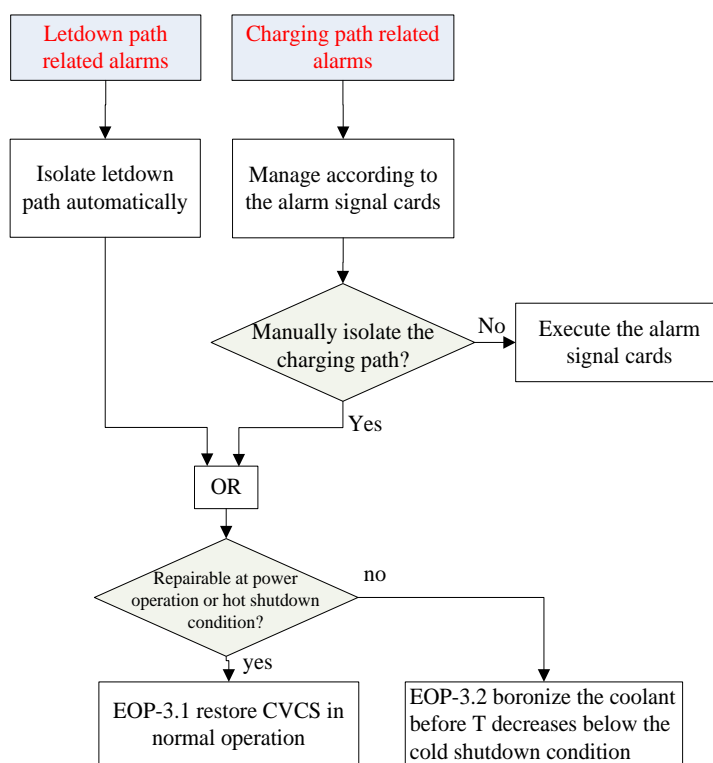 Letdown path
related alarms
Charging path related
alarms
Isolate letdown
path automatically
Manage according to
the alarm signal cards
Manually isolate the
charging path?
No
Execute the alarm
signal cards
Yes
OR
Repairable at power
operation or hot shutdown
condition?
no
yes
EOP-3.1 restore CVCS in
normal operation
EOP-3.2 boronize the coolant
before T decreases below the
cold shutdown condition